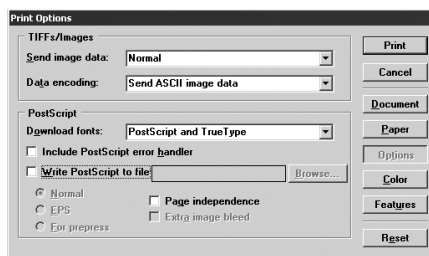 Print Options
TIFFs/Images
Send image data: Normal
Data encoding: Send ASCII image data
PostScript
Download fonts: PostScript and TrueType
Include PostScript error handler
Write PostScript to file: Browse...
Normal
EPS
For prepress
Page independence
Extra image bleed
Print
Cancel
Document
Paper
Options
Color
Features
Reset